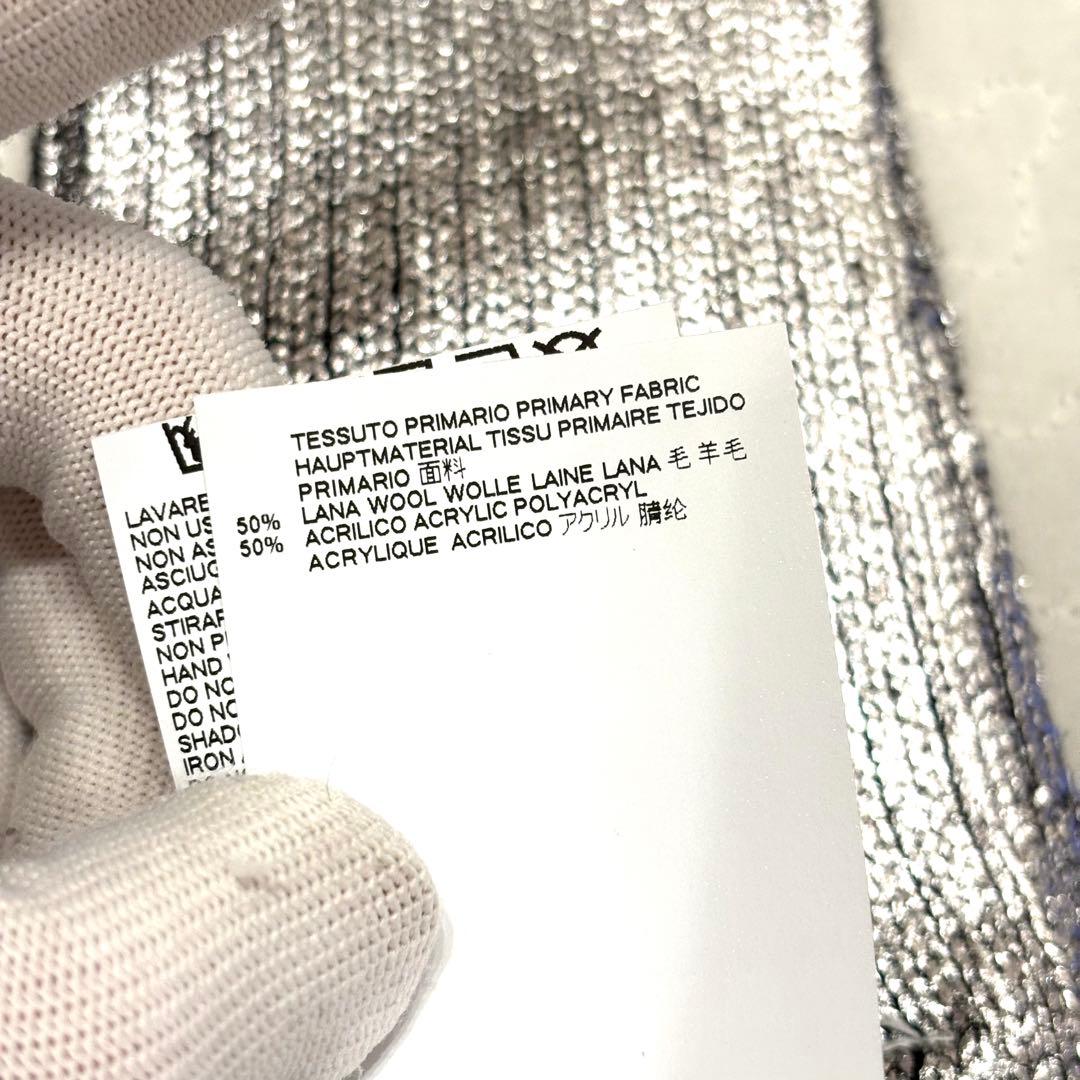 TESSUTO PRIMARIO PRIMARY FABRIC
HAUPTMATERIAL TISSU PRIMAIRE TEJIDO
PRIMARIO 面料
50% LANA WOOL WOLLE LAINE LANA 毛 羊毛
50% ACRILICO ACRYLIC POLYACRYL
ACRYLIQUE ACRILICO アクリル 腈纶
LAVARE
NON US
NON AS
ASCIUG
ACQUA
STIRAR
NON P
HAND
DO NO
DO NO
SHAD
IRON